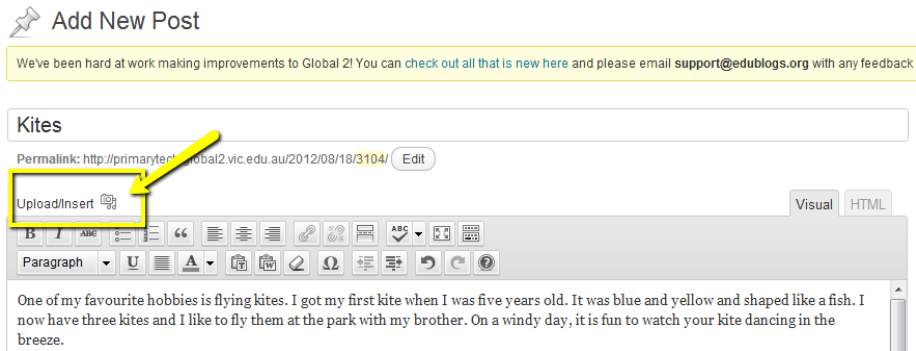 Add New Post
We've been hard at work making improvements to Global 2! You can check out all that is new here and please email support@edublogs.org with any feedback
Kites
Permalink: http://primarytech.global2.vic.edu.au/2012/08/18/3104/ Edit
Upload/Insert
Visual HTML
B I ABC ABC
Paragraph U A T W Ω
One of my favourite hobbies is flying kites. I got my first kite when I was five years old. It was blue and yellow and shaped like a fish. I
now have three kites and I like to fly them at the park with my brother. On a windy day, it is fun to watch your kite dancing in the
breeze.